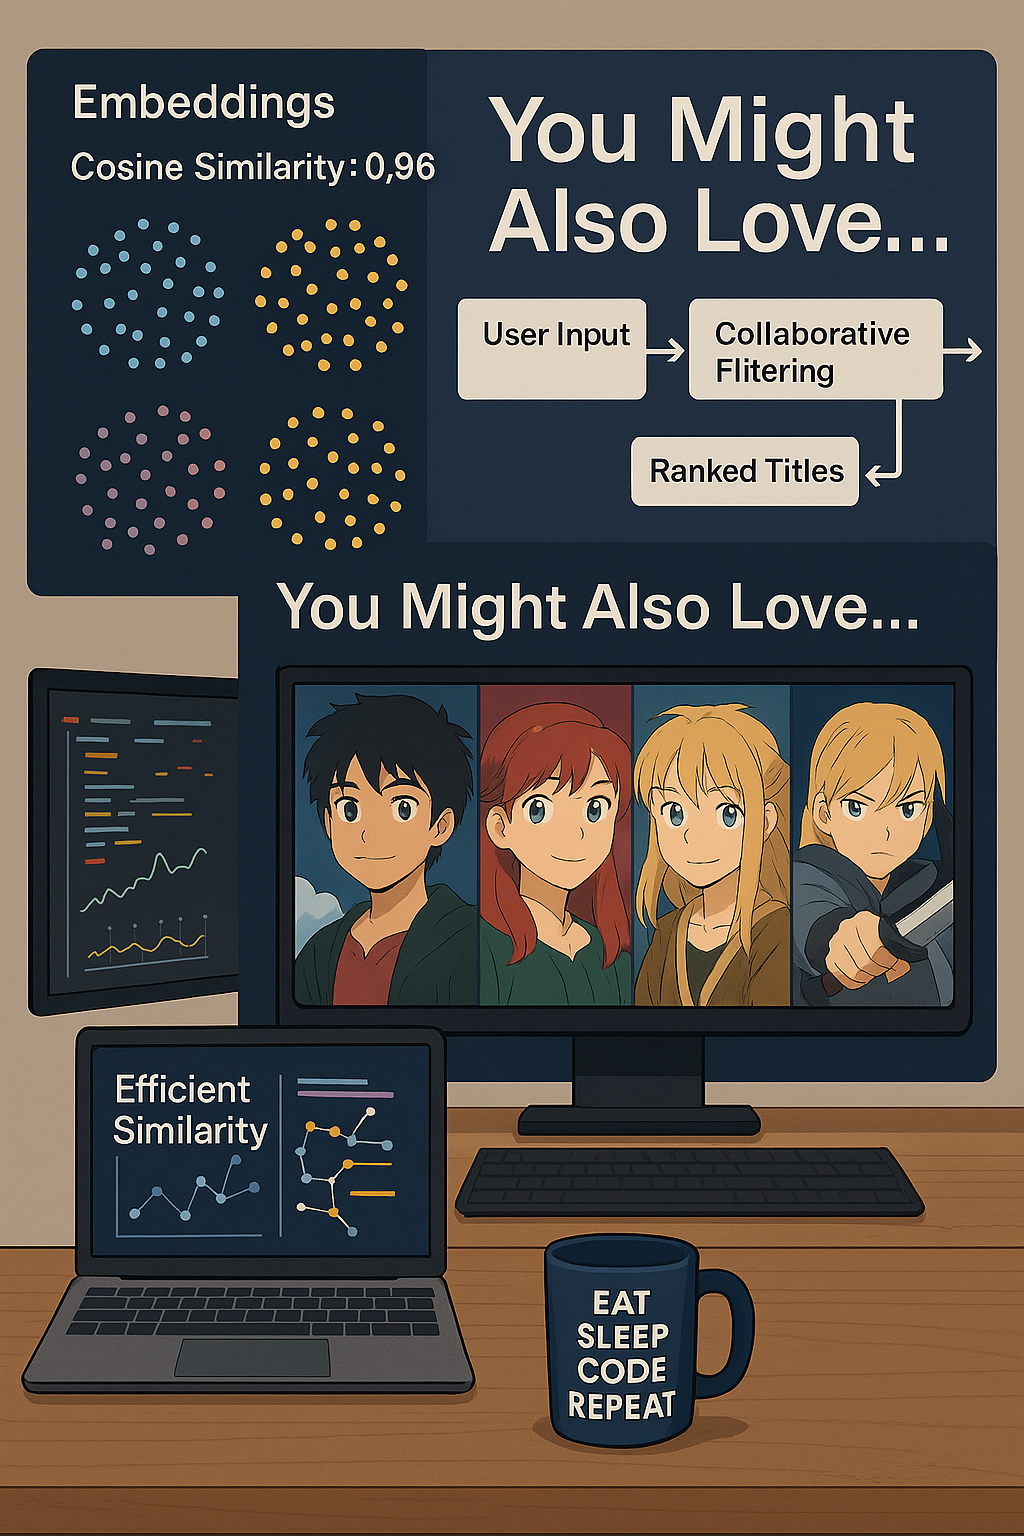 Embeddings
Cosine Similarity: 0,96
You Might
Also Love...
User Input
Collaborative
Flitering
Ranked Titles
You Might Also Love...
Efficient
Similarity
EAT
SLEEP
CODE
REPEAT